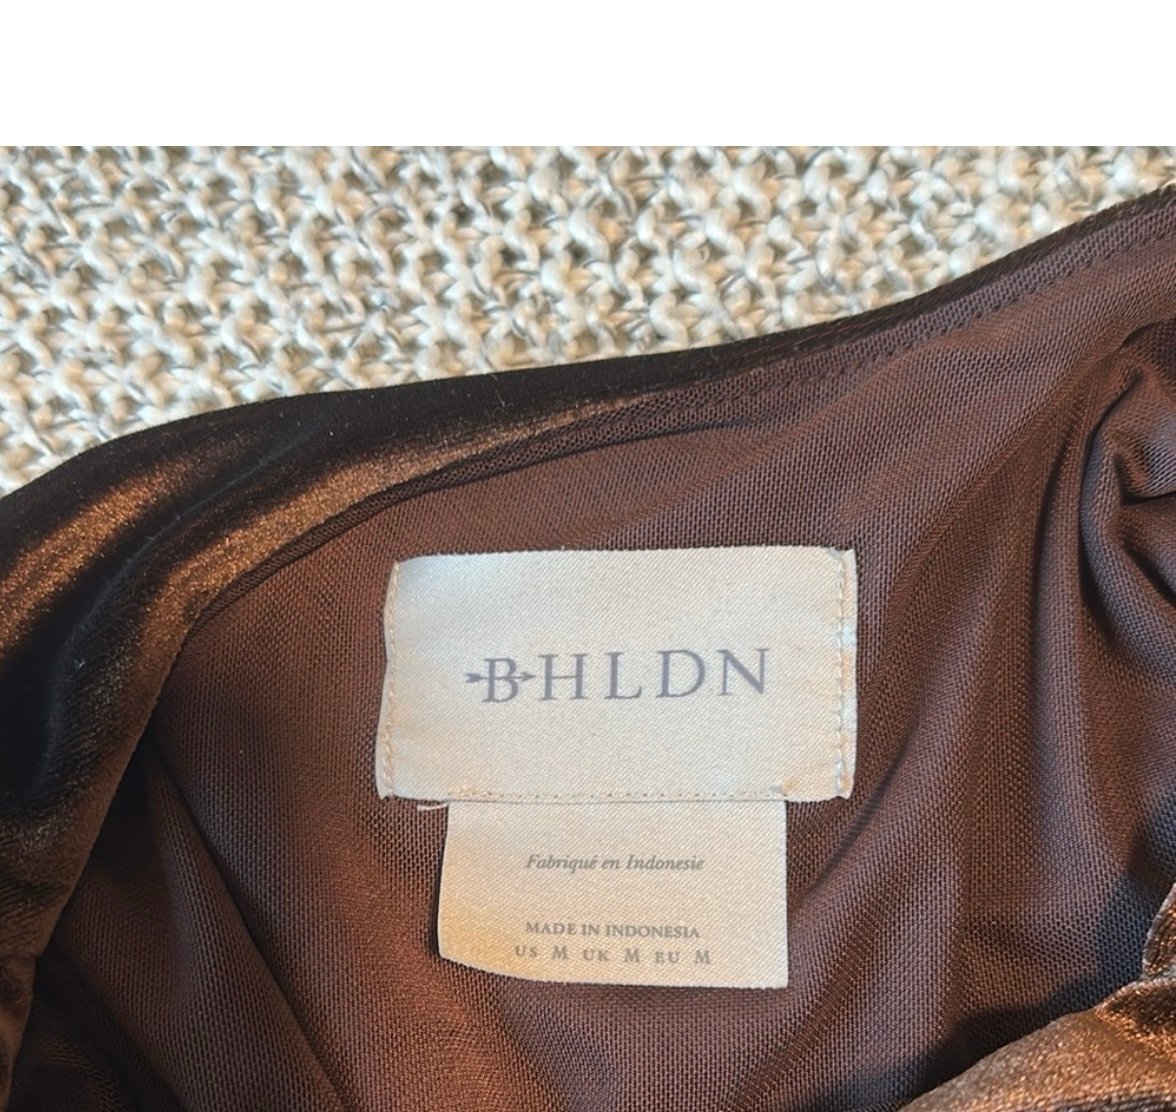 BHLDN
Fabriqué en Indonesie
MADE IN INDONESIA
US M UK M EU M